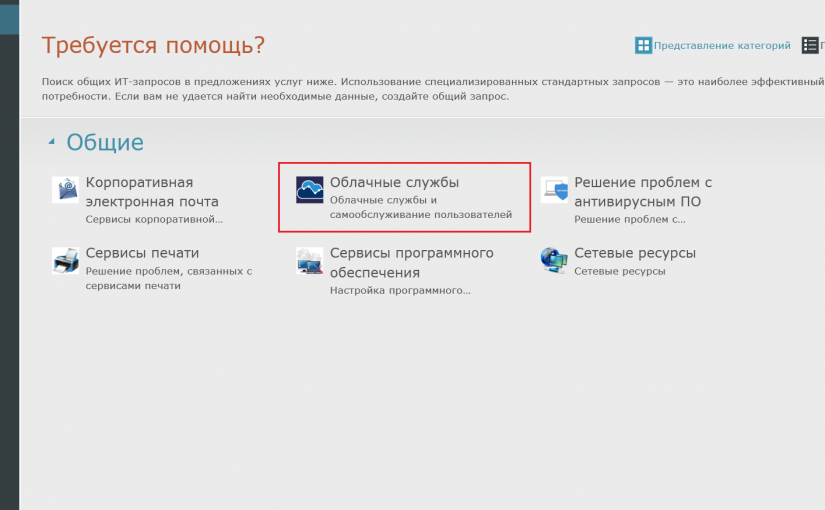 Требуется помощь?
Представление категорий
Поиск общих ИТ-запросов в предложениях услуг ниже. Использование специализированных стандартных запросов — это наиболее эффективный
потребности. Если вам не удается найти необходимые данные, создайте общий запрос.
Общие
Корпоративная
электронная почта
Сервисы корпоративной...
Облачные службы
Облачные службы и
самообслуживание пользователей
Решение проблем с
антивирусным ПО
Решение проблем с...
Сервисы печати
Решение проблем, связанных с
сервисами печати
Сервисы программного
обеспечения
Настройка программного...
Сетевые ресурсы
Сетевые ресурсы